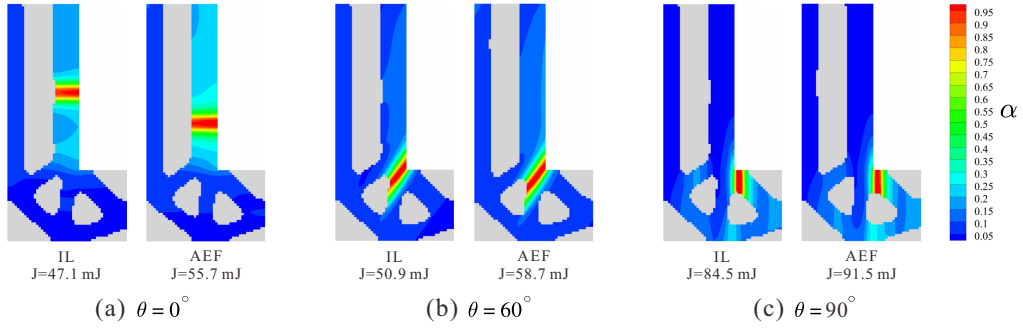 0.95
0.9
0.85
0.75
0.7
0.65
0.6
0.55
0.5
0.45
0.4
0.35
0.3
0.25
0.2
0.15
0.1
0.05
α
IL
J=47.1 mJ
AEF
J=55.7 mJ
IL
J=50.9 mJ
AEF
J=58.7 mJ
IL
J=84.5 mJ
AEF
J=91.5 mJ
(a) θ = 0°
(b) θ = 60°
(c) θ = 90°